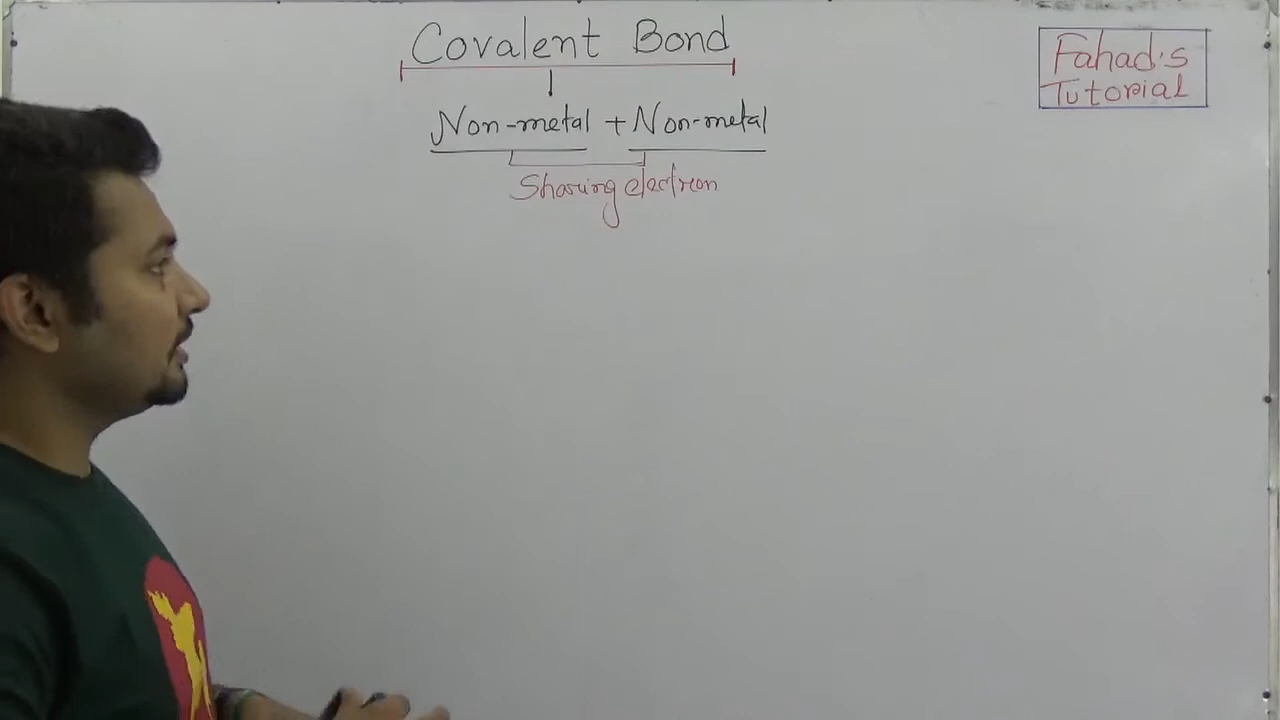 Covalent Bond
Non-metal + Non-metal
Sharing electron
Fahad's
Tutorial